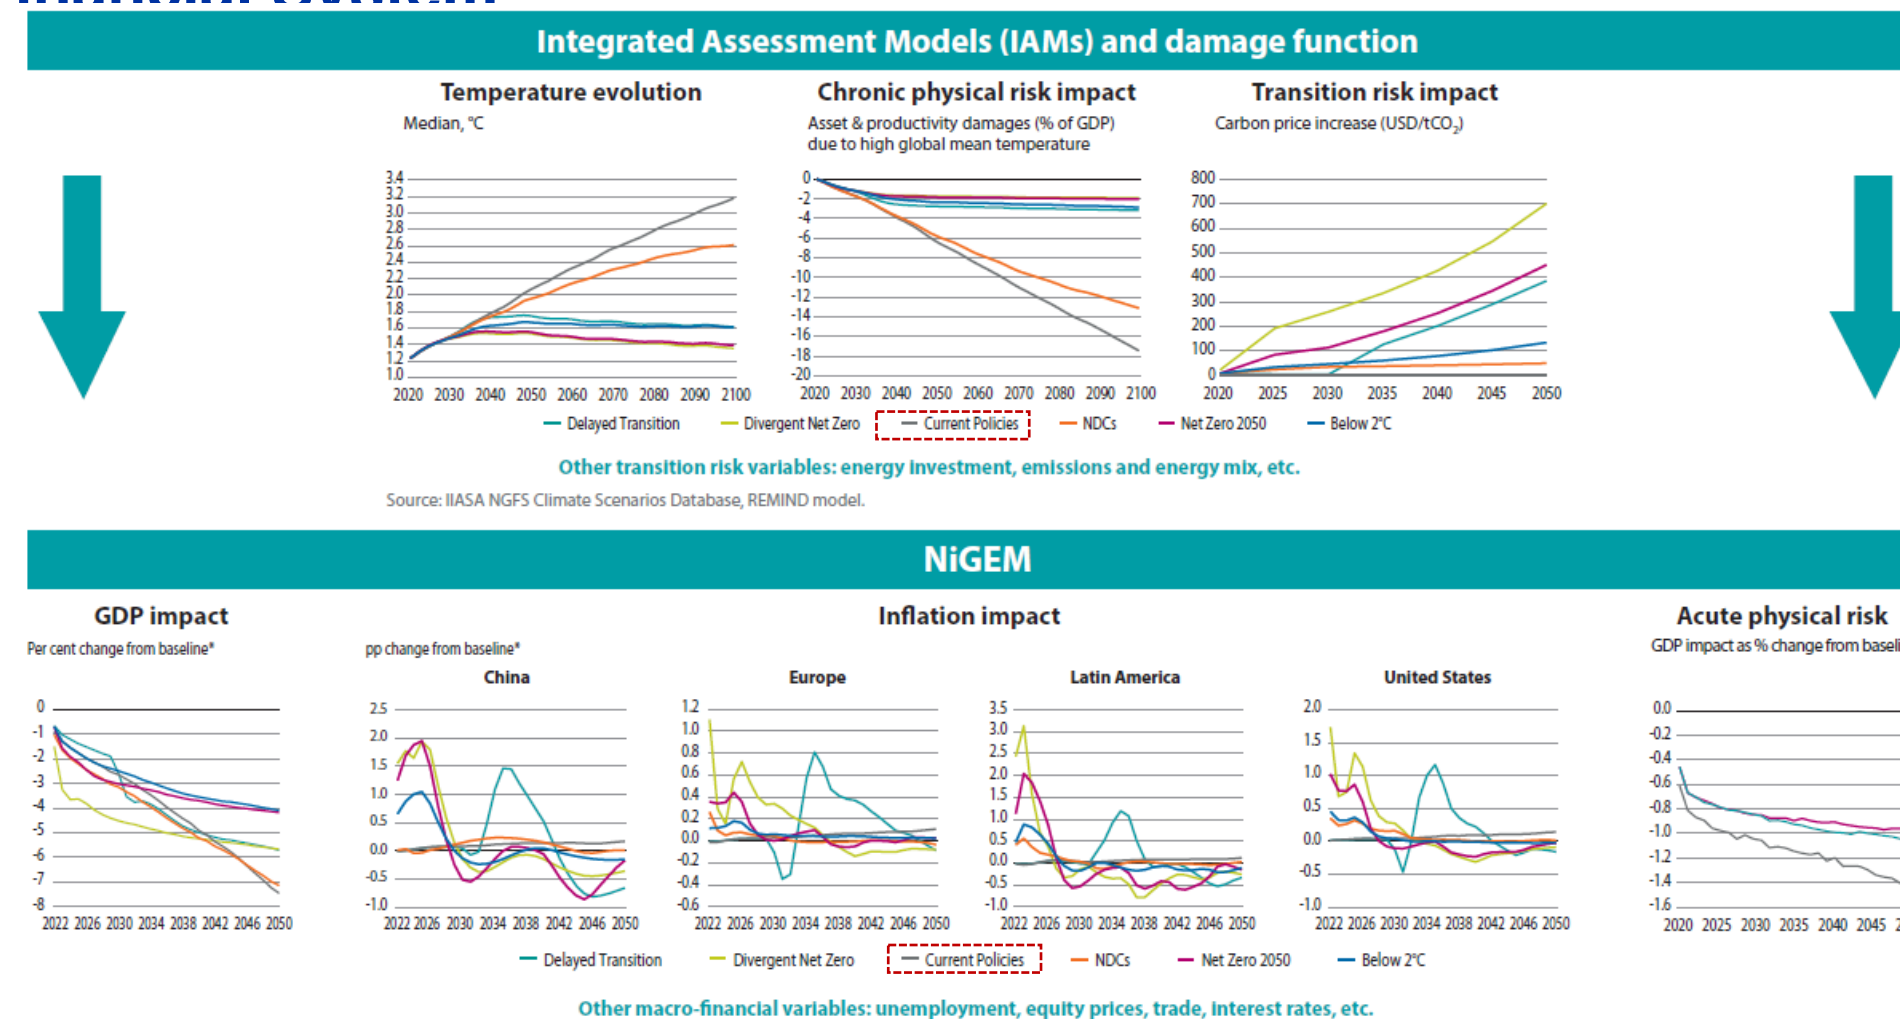 Integrated Assessment Models (IAMs) and damage function
Temperature evolution
Median, °C
3.4
3.2
3.0
2.8
2.6
2.4
2.2
2.0
1.8
1.6
1.4
1.2
1.0
2020 2030 2040 2050 2060 2070 2080 2090 2100
Chronic physical risk impact
Asset & productivity damages (% of GDP)
due to high global mean temperature
0
-2
-4
-6
-8
-10
-12
-14
-16
-18
-20
2020 2030 2040 2050 2060 2070 2080 2090 2100
Transition risk impact
Carbon price increase (USD/tCO₂)
800
700
600
500
400
300
200
100
0
2020 2025 2030 2035 2040 2045 2050
Delayed Transition Divergent Net Zero Current Policies NDCs Net Zero 2050 Below 2°C
Other transition risk variables: energy investment, emissions and energy mix, etc.
Source: IIASA NGFS Climate Scenarios Database, REMIND model.
NiGEM
GDP impact
Per cent change from baseline*
0
-1
-2
-3
-4
-5
-6
-7
-8
2022 2026 2030 2034 2038 2042 2046 2050
Inflation impact
pp change from baseline*
China
2.5
2.0
1.5
1.0
0.5
0.0
-0.5
-1.0
2022 2026 2030 2034 2038 2042 2046 2050
Europe
1.2
1.0
0.8
0.6
0.4
0.2
0.0
-0.2
-0.4
-0.6
2022 2026 2030 2034 2038 2042 2046 2050
Latin America
3.5
3.0
2.5
2.0
1.5
1.0
0.5
0.0
-0.5
-1.0
2022 2026 2030 2034 2038 2042 2046 2050
United States
2.0
1.5
1.0
0.5
0.0
-0.5
-1.0
2022 2026 2030 2034 2038 2042 2046 2050
Acute physical risk
GDP impact as % change from
0.0
-0.2
-0.4
-0.6
-0.8
-1.0
-1.2
-1.4
-1.6
2020 2025 2030 2035 2040 2045
Delayed Transition Divergent Net Zero Current Policies NDCs Net Zero 2050 Below 2°C
Other macro-financial variables: unemployment, equity prices, trade, interest rates, etc.